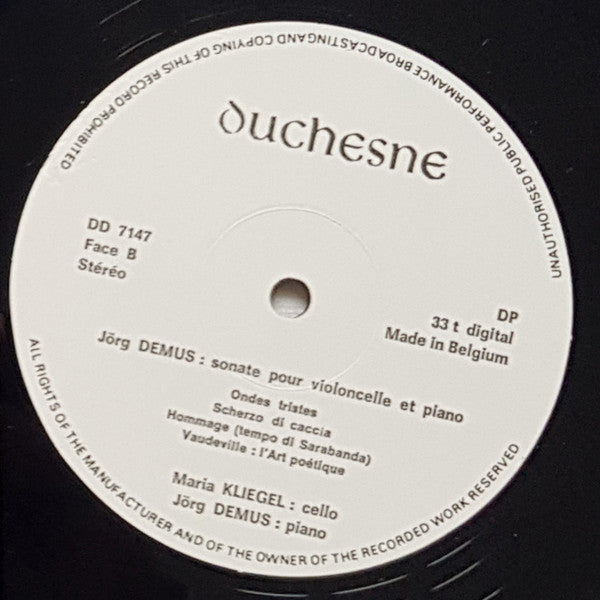 duchesne
DD 7147
Face B
Stéréo
DP
33 t digital
Made in Belgium
Jörg DEMUS : sonate pour violoncelle et piano
Ondes tristes
Scherzo di caccia
Hommage (tempo di Sarabanda)
Vaudeville : l'Art poétique
Maria KLIEGEL : cello
Jörg DEMUS : piano
ALL RIGHTS OF THE MANUFACTURER AND OF THE OWNER OF THE RECORDED WORK RESERVED
UNAUTHORISED PUBLIC PERFORMANCE BROADCASTING AND COPYING OF THIS RECORD PROHIBITED